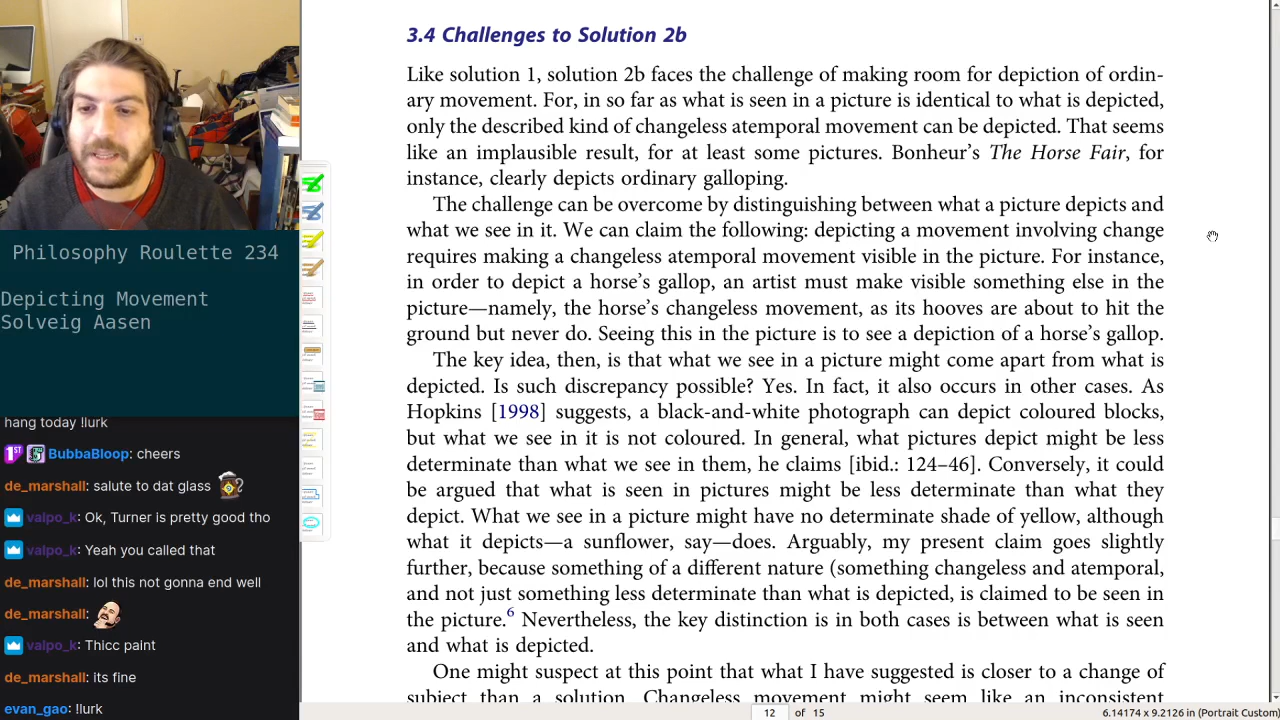 Philosophy Roulette 234
Depicting Movement
Solveig Aasen
hang today !lurk
BubbaBloop: cheers
de_marshall: salute to dat glass
valpo_k: Ok, Turner is pretty good tho
valpo_k: Yeah you called that
de_marshall: lol this not gonna end well
de_marshall:
valpo_k: Thicc paint
de_marshall: its fine
evan_gao: !lurk
3.4 Challenges to Solution 2b
Like solution 1, solution 2b faces the challenge of making room for depiction of ordin-
ary movement. For, in so far as what is seen in a picture is identical to what is depicted,
only the described kind of changeless atemporal movement can be depicted. That seems
like an implausible result, for at least some pictures. Bonheur's The Horse Fair, for
instance, clearly depicts ordinary galloping.
The challenge can be overcome by distinguishing between what a picture depicts and
what we see in it. We can claim the following: depicting a movement involving change
requires making a changeless atemporal movement visible in the picture. For instance,
in order to depict a horse's gallop, one must make visible something else in the
picture—namely, the horse's changeless movement, as its hooves are about to hit the
ground but never will. Seeing this in the picture, we see it as depicting a horse's gallop.
The key idea here is that what we see in a picture might come apart from what is
depicted. Is such a gap possible? Yes. In fact, it also occurs in other cases. As
Hopkins [1998] suggests, a black-and-white photograph can depict coloured blocks,
but what we see in it is not coloured. In general, what pictures depict might be less
determinate than what we see in them, he claims [ibid.: 124–46]. Conversely, it could
be argued that what is seen in pictures might be less determinate than what they
depict. What we see in a picture might have no determinate shade of yellow, although
what it depicts—a sunflower, say—does. Arguably, my present claim goes slightly
further, because something of a different nature (something changeless and atemporal,
and not just something less determinate than what is depicted, is claimed to be seen in
the picture.6 Nevertheless, the key distinction is in both cases is between what is seen
and what is depicted.
One might suspect at this point that what I have suggested is closer to a change of
subject than a solution. Changeless movement might seem like an inconsistent
12 of 15
6.14174 x 9.2126 in (Portrait Custom)